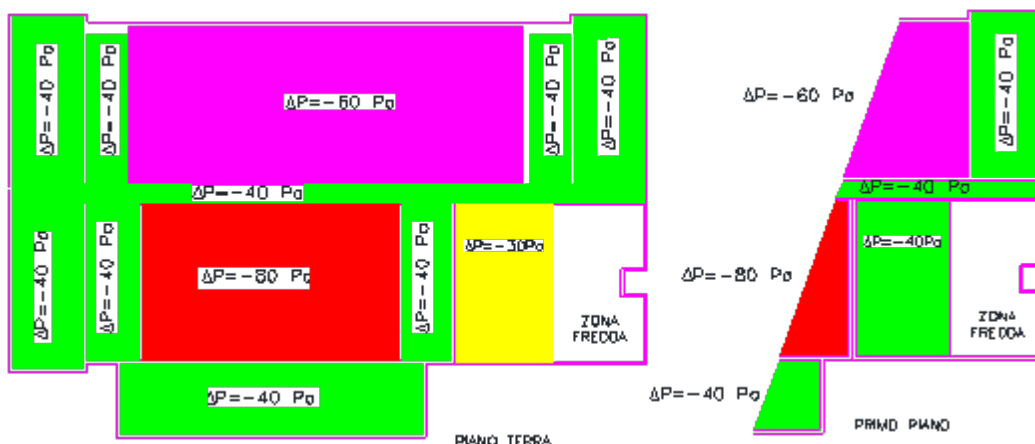 ΔP=-40 Pa
ΔP=-40 Pa
ΔP=-60 Pa
ΔP=-40 Pa
ΔP=-40 Pa
ΔP=-40 Pa
ΔP=-40 Pa
ΔP=-40 Pa
ΔP=-80 Pa
ΔP=-40 Pa
ΔP=-30Pa
ZONA
FREDDA
ΔP=-40 Pa
PIANO TERRA
ΔP=-60 Pa
ΔP=-40 Pa
ΔP=-40 Pa
ΔP=-80 Pa
ΔP=-40Pa
ZONA
FREDDA
ΔP=-40 Pa
PRIMO PIANO